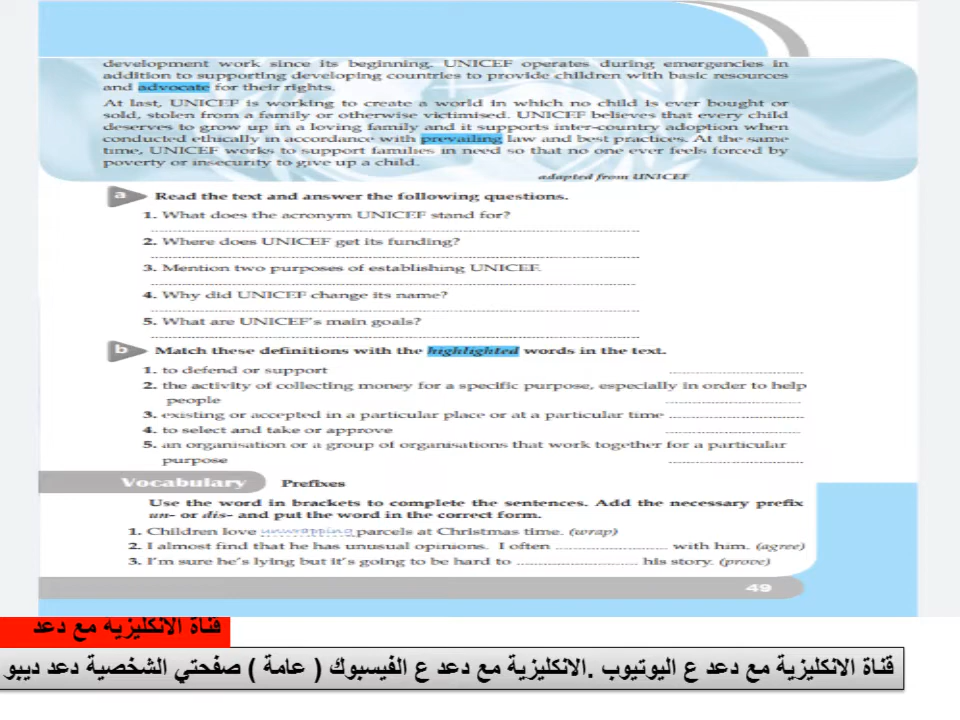 development work since its beginning. UNICEF operates during emergencies in
addition to supporting developing countries to provide children with basic resources
and advocate for their rights.
At last, UNICEF is working to create a world in which no child is ever bought or
sold, stolen from a family or otherwise victimised. UNICEF believes that every child
deserves to grow up in a loving family and it supports inter-country adoption when
conducted ethically in accordance with prevailing law and best practices. At the same
time, UNICEF works to support families in need so that no one ever feels forced by
poverty or insecurity to give up a child.
adapted from UNICEF
a Read the text and answer the following questions.
1. What does the acronym UNICEF stand for?
2. Where does UNICEF get its funding?
3. Mention two purposes of establishing UNICEF.
4. Why did UNICEF change its name?
5. What are UNICEF's main goals?
b Match these definitions with the highlighted words in the text.
1. to defend or support
2. the activity of collecting money for a specific purpose, especially in order to help
people
3. existing or accepted in a particular place or at a particular time
4. to select and take or approve
5. an organisation or a group of organisations that work together for a particular
purpose
Vocabulary Prefixes
Use the word in brackets to complete the sentences. Add the necessary prefix
un- or dis- and put the word in the correct form.
1. Children love unwrapping parcels at Christmas time. (wrap)
2. I almost find that he has unusual opinions. I often ........................ with him. (agree)
3. I'm sure he's lying but it's going to be hard to ........................ his story. (prove)
49
قناة الانكليزية مع دعد
قناة الانكليزية مع دعد ع اليوتيوب .الانكليزية مع دعد ع الفيسبوك ( عامة ) صفحتي الشخصية دعد ديبو